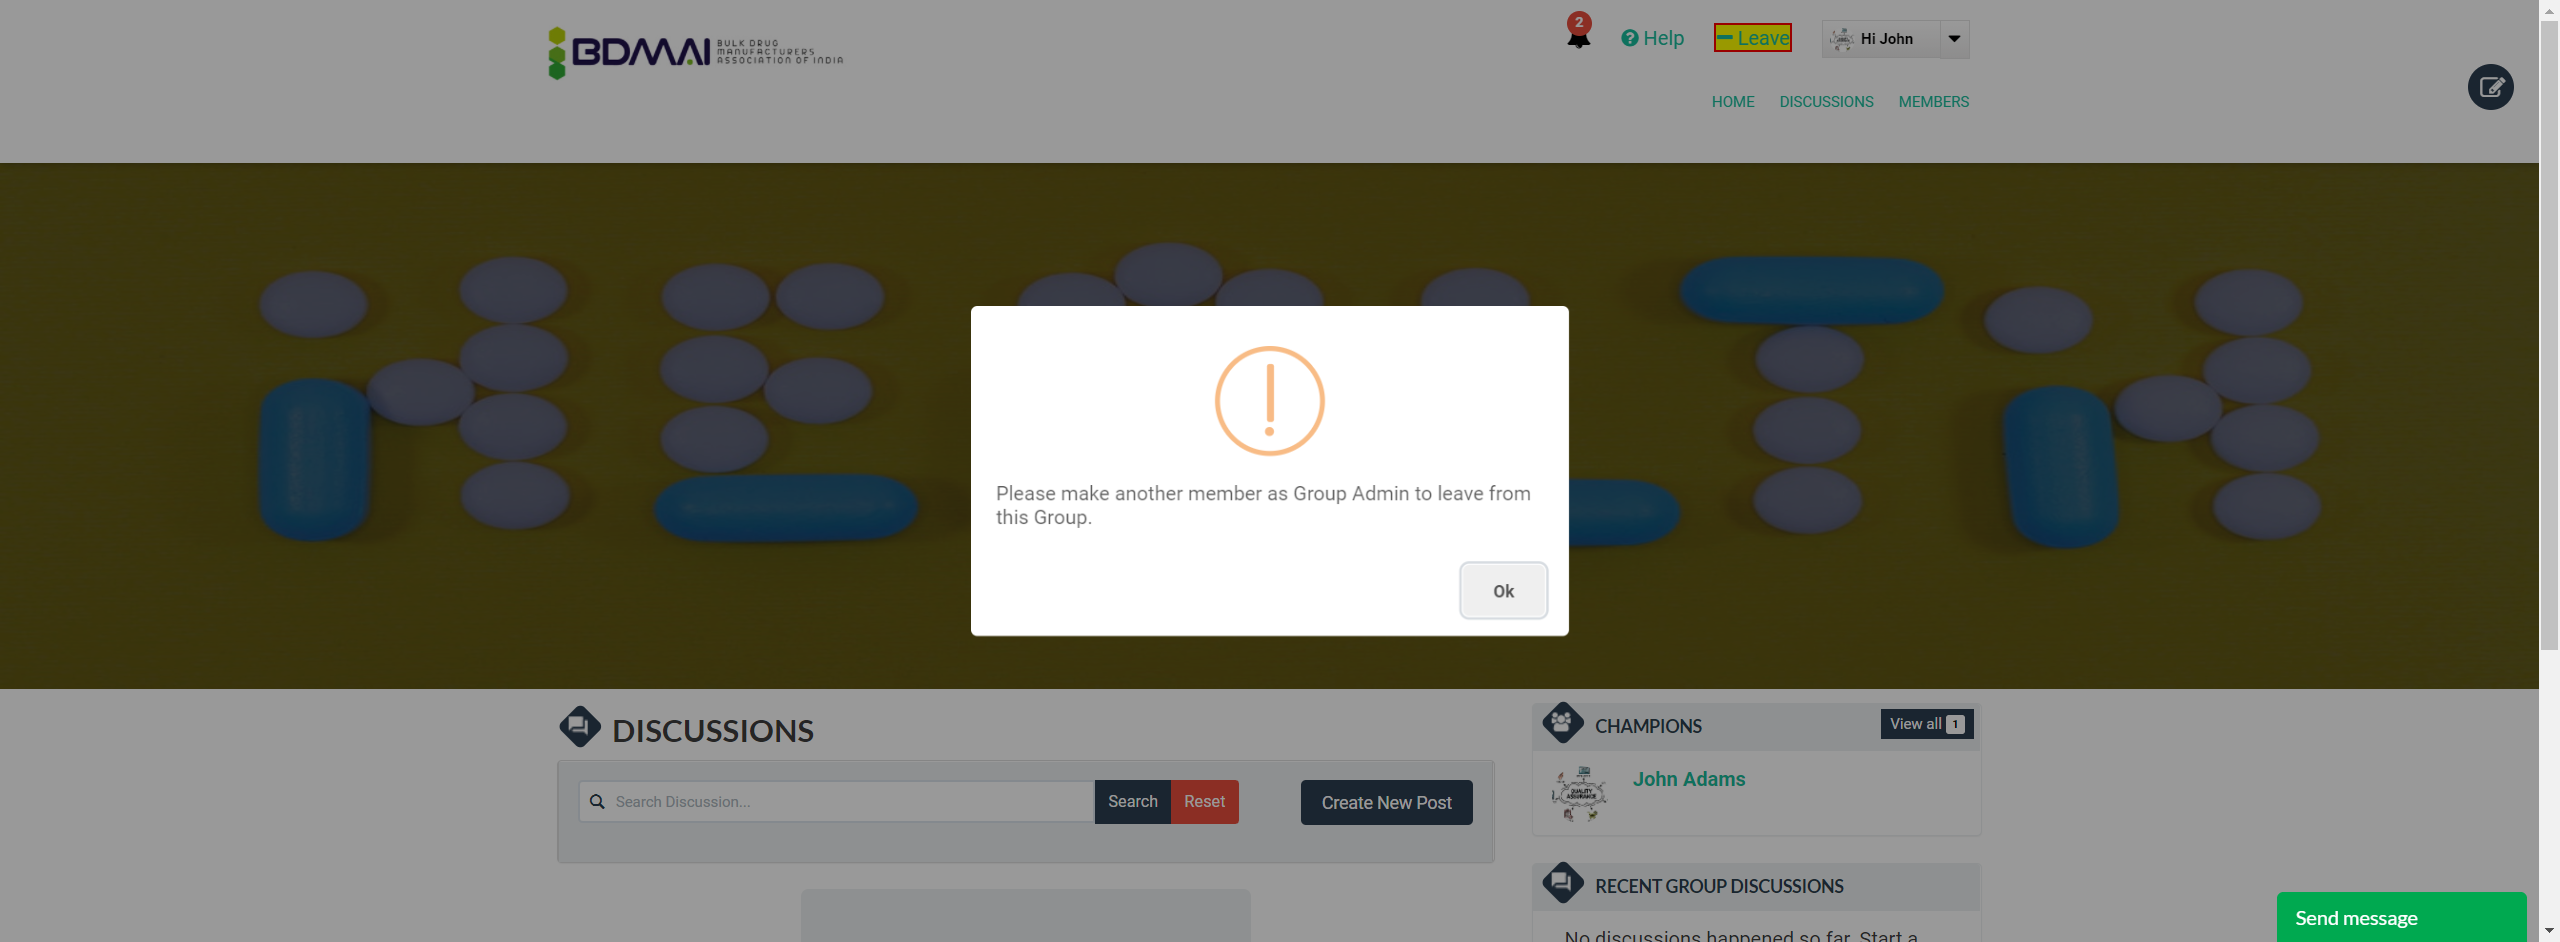 BDMAI
BULK DRUG
MANUFACTURERS
ASSOCIATION OF INDIA
2
Help
Leave
Hi John
HOME
DISCUSSIONS
MEMBERS
Please make another member as Group Admin to leave from
this Group.
Ok
DISCUSSIONS
Search Discussion...
Search
Reset
Create New Post
CHAMPIONS
View all 1
QUALITY
ASSURANCE
John Adams
RECENT GROUP DISCUSSIONS
No discussions happened so far. Start a
Send message